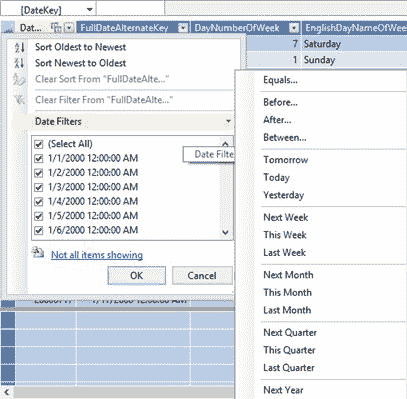 [DateKey]
Dat... FullDateAlternateKey DayNumberOfWeek EnglishDayNameOfWee
7 Saturday
1 Sunday
Sort Oldest to Newest
Sort Newest to Oldest
Clear Sort From "FullDateAlte..."
Clear Filter From "FullDateAlte..."
Date Filters
(Select All)
1/1/2000 12:00:00 AM
1/2/2000 12:00:00 AM
1/3/2000 12:00:00 AM
1/4/2000 12:00:00 AM
1/5/2000 12:00:00 AM
1/6/2000 12:00:00 AM
Date Filte
Not all items showing
OK Cancel
Equals...
Before...
After...
Between...
Tomorrow
Today
Yesterday
Next Week
This Week
Last Week
Next Month
This Month
Last Month
Next Quarter
This Quarter
Last Quarter
Next Year